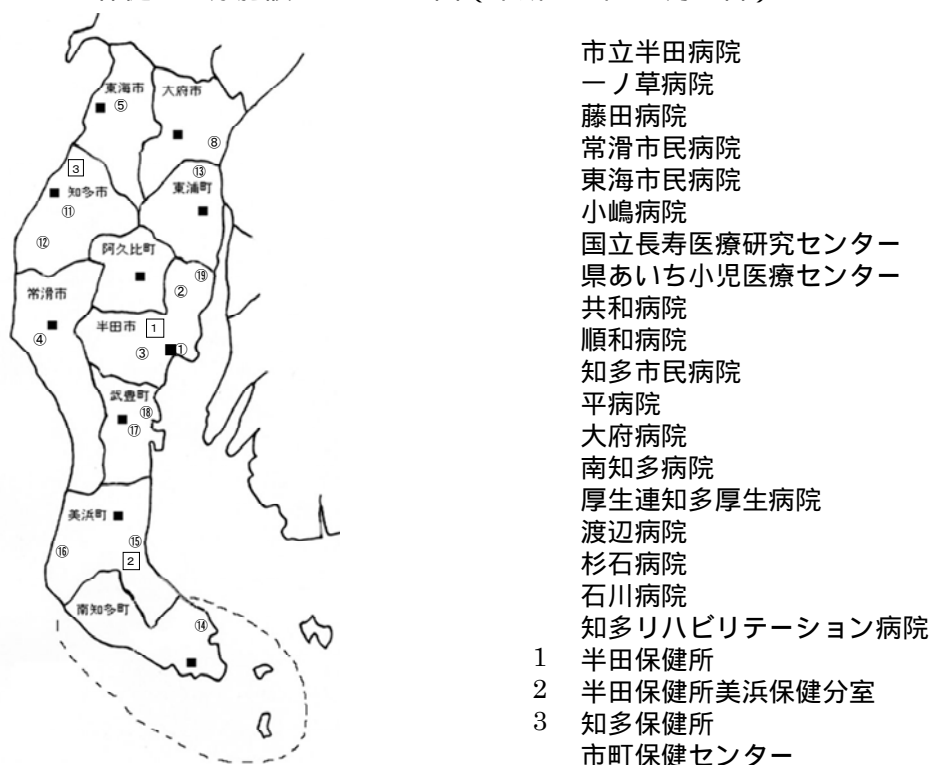 東海市
大府市
⑤
⑧
3
⑬
知多市
東浦町
⑪
⑫
阿久比町
⑲
②
常滑市
半田市
1
④
③
①
武豊町
⑱
⑰
美浜町
⑯
⑮
2
南知多町
⑭
市立半田病院
一ノ草病院
藤田病院
常滑市民病院
東海市民病院
小嶋病院
国立長寿医療研究センター
県あいち小児医療センター
共和病院
順和病院
知多市民病院
平病院
大府病院
南知多病院
厚生連知多厚生病院
渡辺病院
杉石病院
石川病院
知多リハビリテーション病院
1 半田保健所
2 半田保健所美浜保健分室
3 知多保健所
市町保健センター